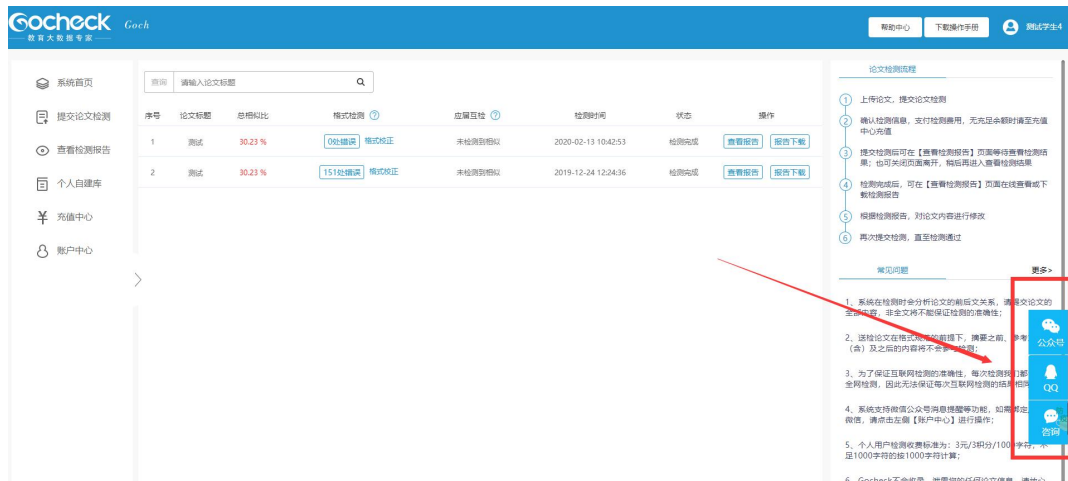 Gocheck Goch
教育大数据专家
帮助中心 下载操作手册 测试学生4
系统首页
提交论文检测
查看检测报告
个人自建库
充值中心
账户中心
查询 请输入论文标题
序号 论文标题 总相似比 格式检测 应届互检 检测时间 状态 操作
1 测试 30.23 % 0处错误 格式校正 未检测到相似 2020-02-13 10:42:53 检测完成 查看报告 报告下载
2 测试 30.23 % 151处错误 格式校正 未检测到相似 2019-12-24 12:24:36 检测完成 查看报告 报告下载
论文检测流程
1 上传论文，提交论文检测
2 确认检测信息，支付检测费用，无充足余额时请至充值
中心充值
3 提交检测后可在【查看检测报告】页面等待查看检测结
果；也可关闭页面离开，稍后再进入查看检测结果
4 检测完成后，可在【查看检测报告】页面在线查看或下
载检测报告
5 根据检测报告，对论文内容进行修改
6 再次提交检测，直至检测通过
常见问题 更多>
1、系统在检测时会分析论文的前后文关系，请提交论文的
全部内容，非全文将不能保证检测的准确性；
2、送检论文在格式规范的前提下，摘要之前、参考
（含）及之后的内容将不会参与检测；
3、为了保证互联网检测的准确性，每次检测我们都
全网检测，因此无法保证每次互联网检测的结果相同
4、系统支持微信公众号消息提醒等功能，如需绑定
微信，请点击左侧【账户中心】进行操作；
5、个人用户检测收费标准为：3元/3积分/1000字符，不
足1000字符的按1000字符计算；
公众号
QQ
咨询